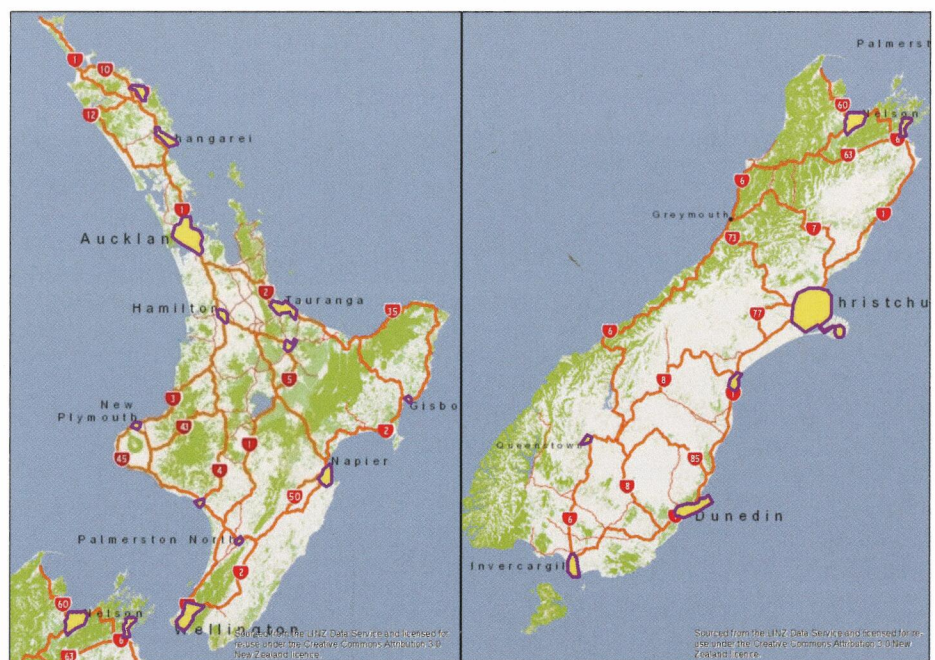 1
10
12
hangarei
1
Aucklan
2
Tauranga
35
Hamilton
5
3
New
Plymouth
43
Gisbo
2
45
1
4
Napier
50
Palmerston North
2
60
Nelson
6
63
Wellington
Sourced from the LINZ Data Service and licensed for
re-use under the Creative Commons Attribution 3.0
New Zealand licence
Palmerst
60
Nelson
6
63
6
Greymouth
1
7
73
hristchu
77
6
8
1
Queenstown
85
8
6
Dunedin
Invercargil
Sourced from the LINZ Data Service and licensed for re-
use under the Creative Commons Attribution 3.0 New
Zealand licence